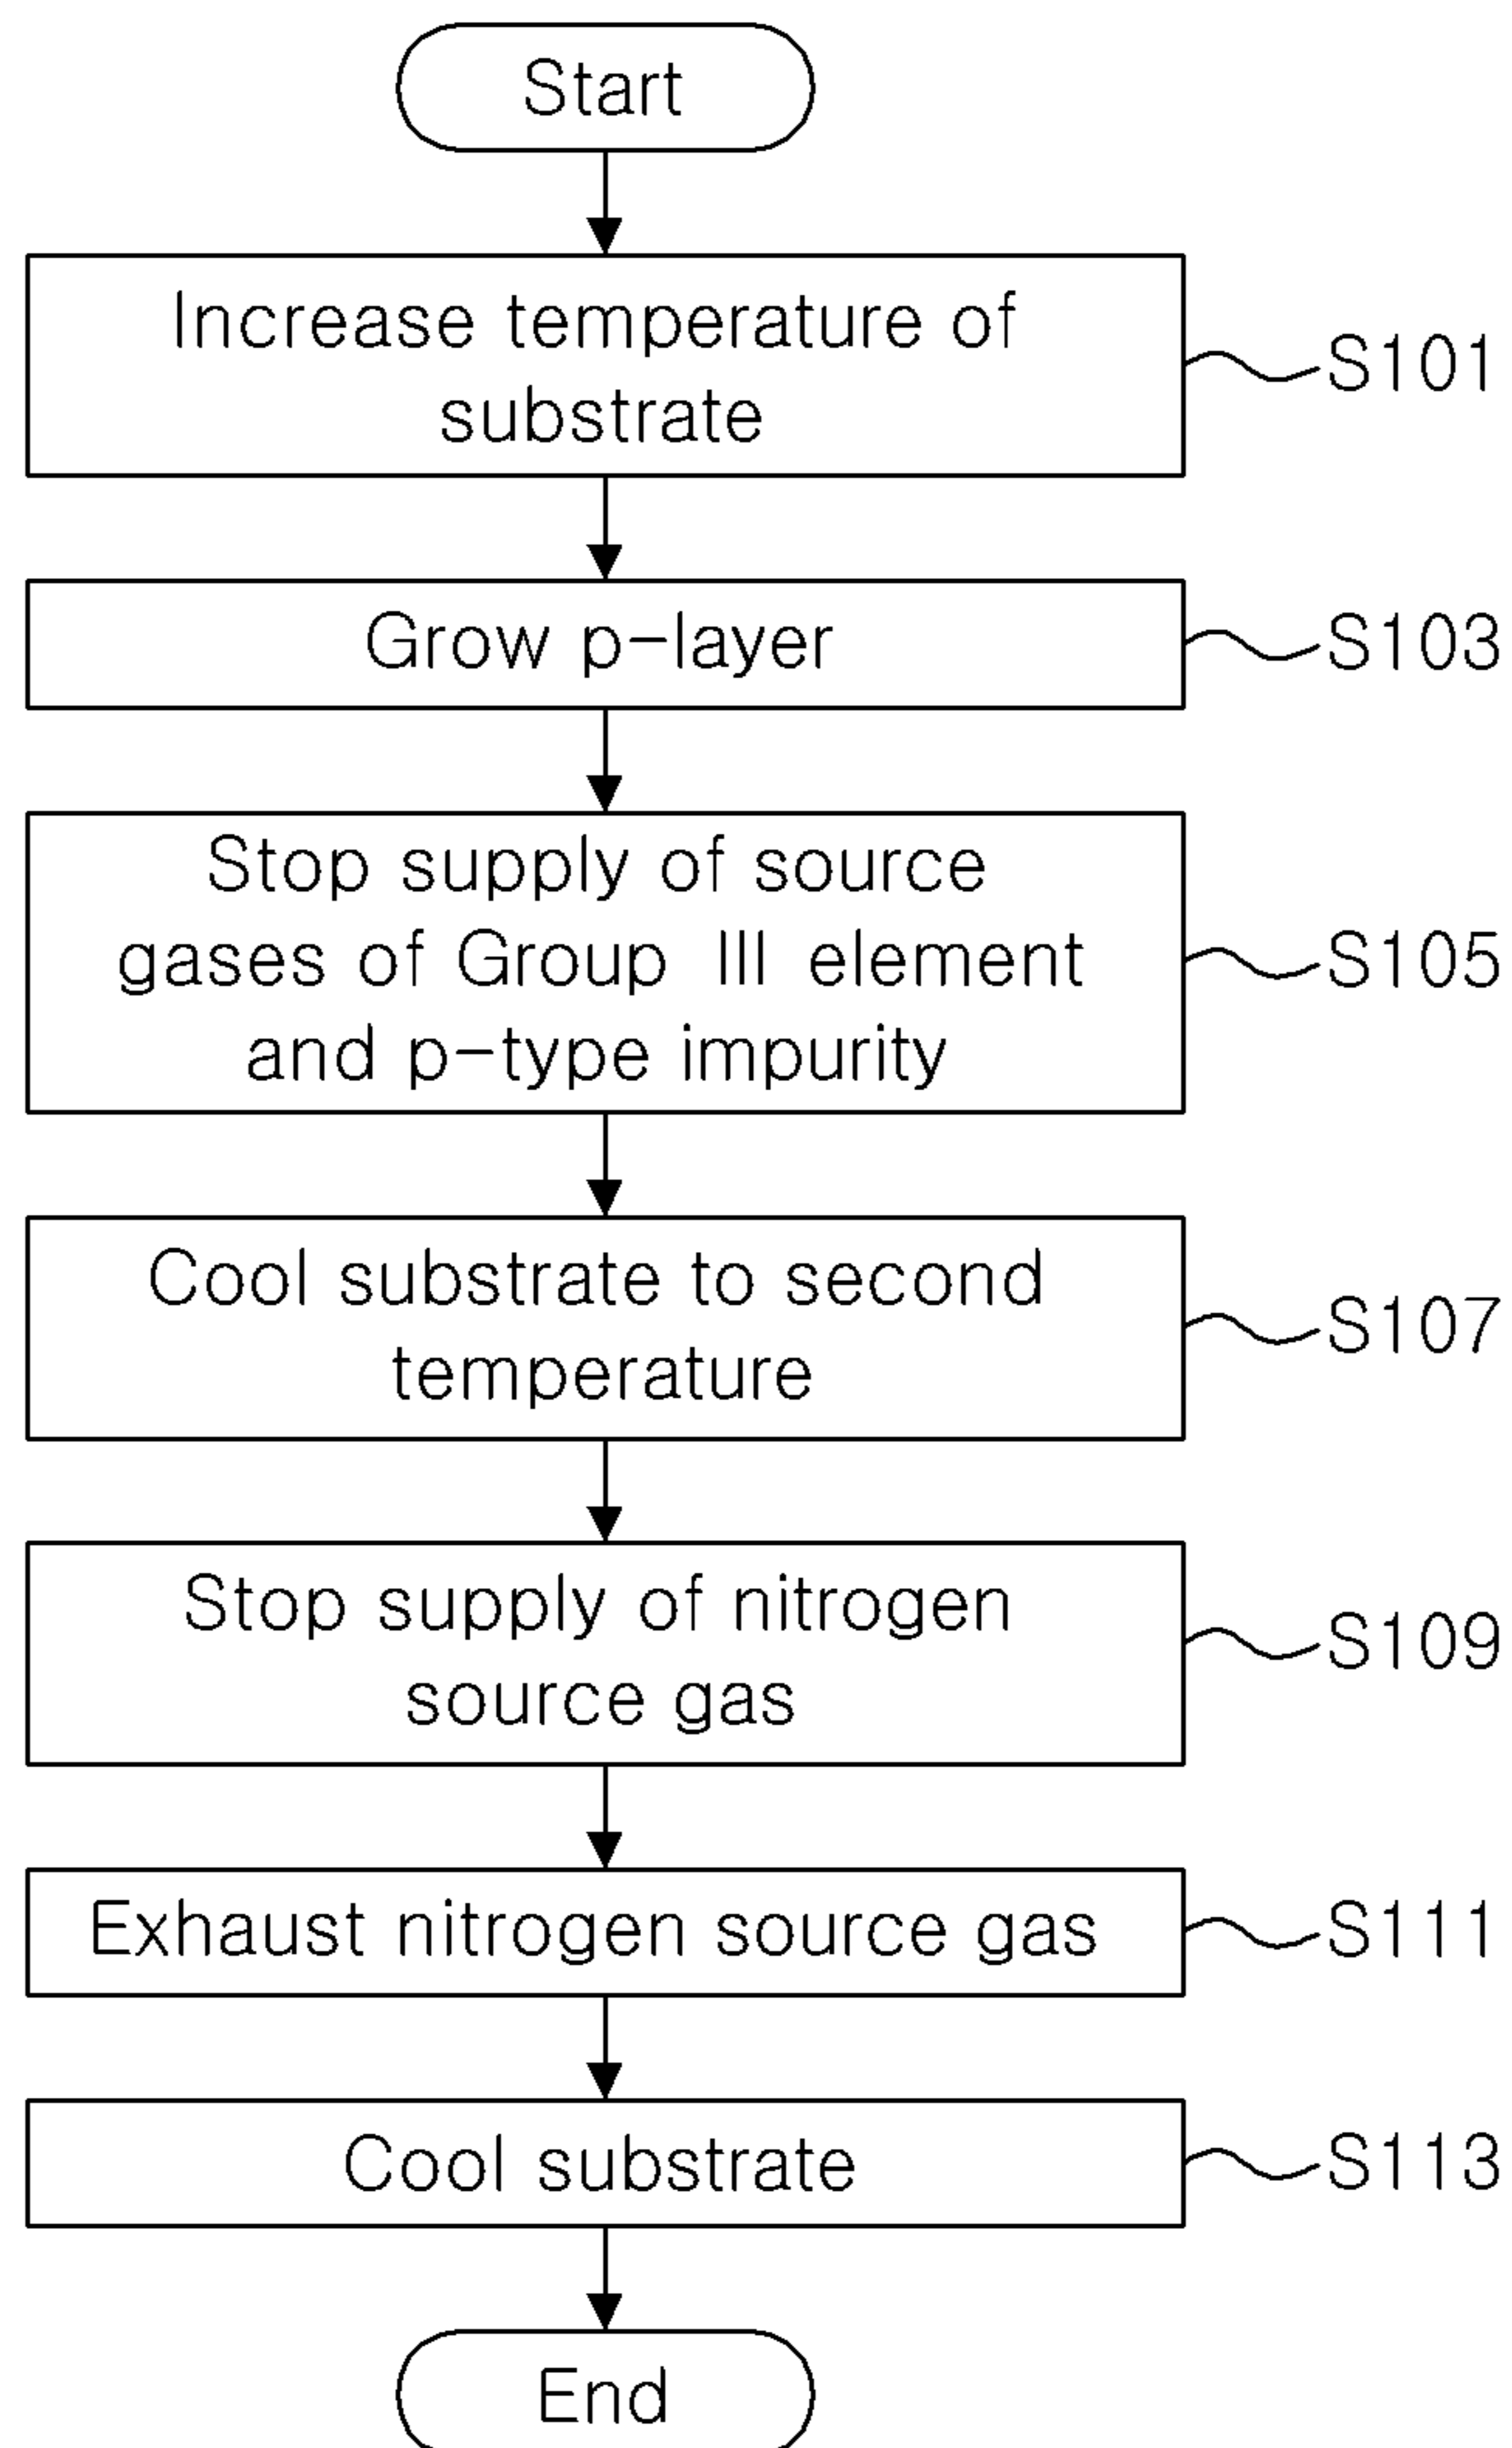 Start
Increase temperature of
substrate
S101
Grow p-layer
S103
Stop supply of source
gases of Group III element
and p-type impurity
S105
Cool substrate to second
temperature
S107
Stop supply of nitrogen
source gas
S109
Exhaust nitrogen source gas
S111
Cool substrate
S113
End